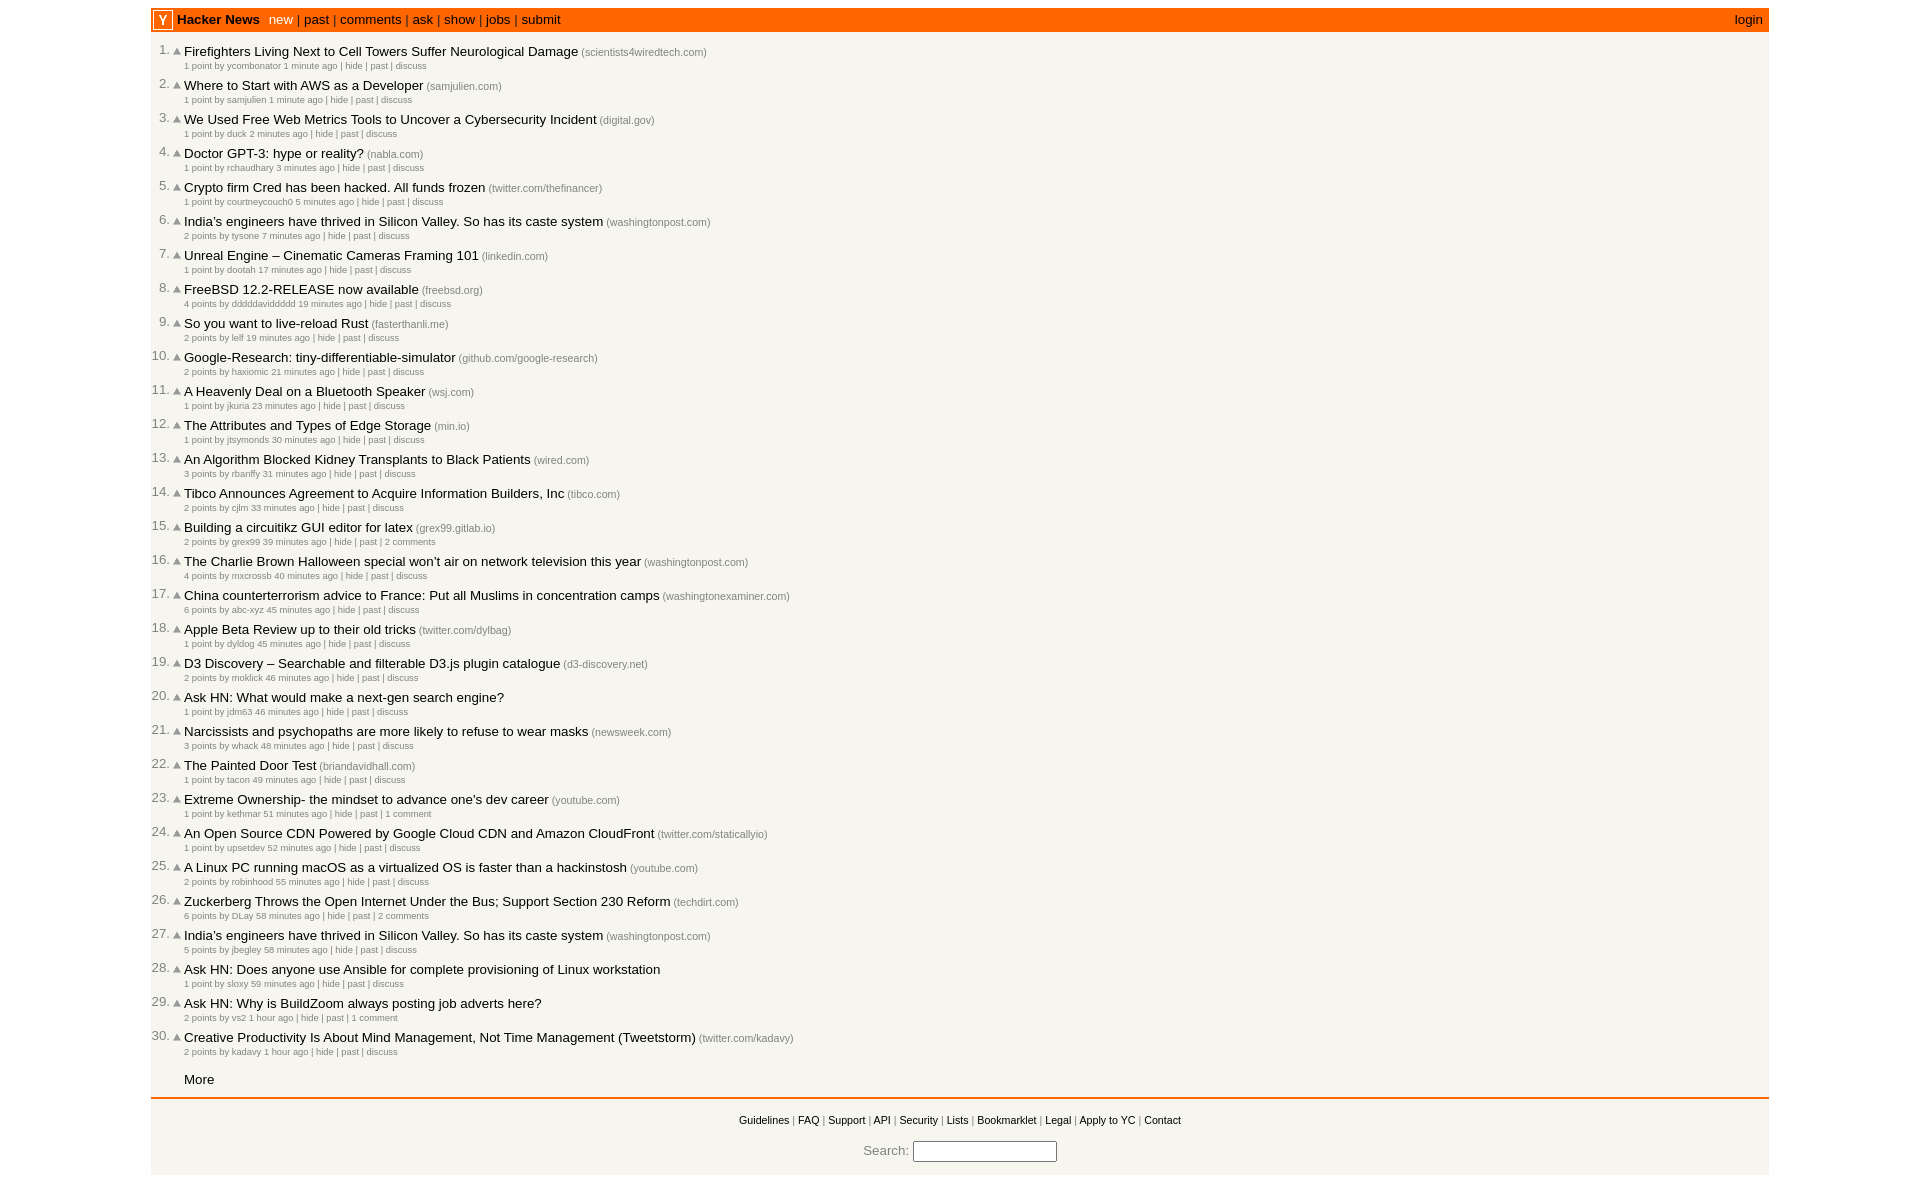 Y Hacker News new | past | comments | ask | show | jobs | submit login
1. Firefighters Living Next to Cell Towers Suffer Neurological Damage (scientists4wiredtech.com)
1 point by ycombonator 1 minute ago | hide | past | discuss
2. Where to Start with AWS as a Developer (samjulien.com)
1 point by samjulien 1 minute ago | hide | past | discuss
3. We Used Free Web Metrics Tools to Uncover a Cybersecurity Incident (digital.gov)
1 point by duck 2 minutes ago | hide | past | discuss
4. Doctor GPT-3: hype or reality? (nabla.com)
1 point by rchaudhary 3 minutes ago | hide | past | discuss
5. Crypto firm Cred has been hacked. All funds frozen (twitter.com/thefinancer)
1 point by courtneycouch0 5 minutes ago | hide | past | discuss
6. India’s engineers have thrived in Silicon Valley. So has its caste system (washingtonpost.com)
2 points by tysone 7 minutes ago | hide | past | discuss
7. Unreal Engine – Cinematic Cameras Framing 101 (linkedin.com)
1 point by dootah 17 minutes ago | hide | past | discuss
8. FreeBSD 12.2-RELEASE now available (freebsd.org)
4 points by dddddaviddddd 19 minutes ago | hide | past | discuss
9. So you want to live-reload Rust (fasterthanli.me)
2 points by lelf 19 minutes ago | hide | past | discuss
10. Google-Research: tiny-differentiable-simulator (github.com/google-research)
2 points by haxiomic 21 minutes ago | hide | past | discuss
11. A Heavenly Deal on a Bluetooth Speaker (wsj.com)
1 point by jkuria 23 minutes ago | hide | past | discuss
12. The Attributes and Types of Edge Storage (min.io)
1 point by jtsymonds 30 minutes ago | hide | past | discuss
13. An Algorithm Blocked Kidney Transplants to Black Patients (wired.com)
3 points by rbanffy 31 minutes ago | hide | past | discuss
14. Tibco Announces Agreement to Acquire Information Builders, Inc (tibco.com)
2 points by cjlm 33 minutes ago | hide | past | discuss
15. Building a circuitikz GUI editor for latex (grex99.gitlab.io)
2 points by grex99 39 minutes ago | hide | past | 2 comments
16. The Charlie Brown Halloween special won’t air on network television this year (washingtonpost.com)
4 points by mxcrossb 40 minutes ago | hide | past | discuss
17. China counterterrorism advice to France: Put all Muslims in concentration camps (washingtonexaminer.com)
6 points by abc-xyz 45 minutes ago | hide | past | discuss
18. Apple Beta Review up to their old tricks (twitter.com/dylbag)
1 point by dyldog 45 minutes ago | hide | past | discuss
19. D3 Discovery – Searchable and filterable D3.js plugin catalogue (d3-discovery.net)
2 points by moklick 46 minutes ago | hide | past | discuss
20. Ask HN: What would make a next-gen search engine?
1 point by jdm63 46 minutes ago | hide | past | discuss
21. Narcissists and psychopaths are more likely to refuse to wear masks (newsweek.com)
3 points by whack 48 minutes ago | hide | past | discuss
22. The Painted Door Test (briandavidhall.com)
1 point by tacon 49 minutes ago | hide | past | discuss
23. Extreme Ownership- the mindset to advance one's dev career (youtube.com)
1 point by kethmar 51 minutes ago | hide | past | 1 comment
24. An Open Source CDN Powered by Google Cloud CDN and Amazon CloudFront (twitter.com/staticallyio)
1 point by upsetdev 52 minutes ago | hide | past | discuss
25. A Linux PC running macOS as a virtualized OS is faster than a hackinstosh (youtube.com)
2 points by robinhood 55 minutes ago | hide | past | discuss
26. Zuckerberg Throws the Open Internet Under the Bus; Support Section 230 Reform (techdirt.com)
6 points by DLay 58 minutes ago | hide | past | 2 comments
27. India’s engineers have thrived in Silicon Valley. So has its caste system (washingtonpost.com)
5 points by jbegley 58 minutes ago | hide | past | discuss
28. Ask HN: Does anyone use Ansible for complete provisioning of Linux workstation
1 point by sloxy 59 minutes ago | hide | past | discuss
29. Ask HN: Why is BuildZoom always posting job adverts here?
2 points by vs2 1 hour ago | hide | past | 1 comment
30. Creative Productivity Is About Mind Management, Not Time Management (Tweetstorm) (twitter.com/kadavy)
2 points by kadavy 1 hour ago | hide | past | discuss
More
Guidelines | FAQ | Support | API | Security | Lists | Bookmarklet | Legal | Apply to YC | Contact
Search: